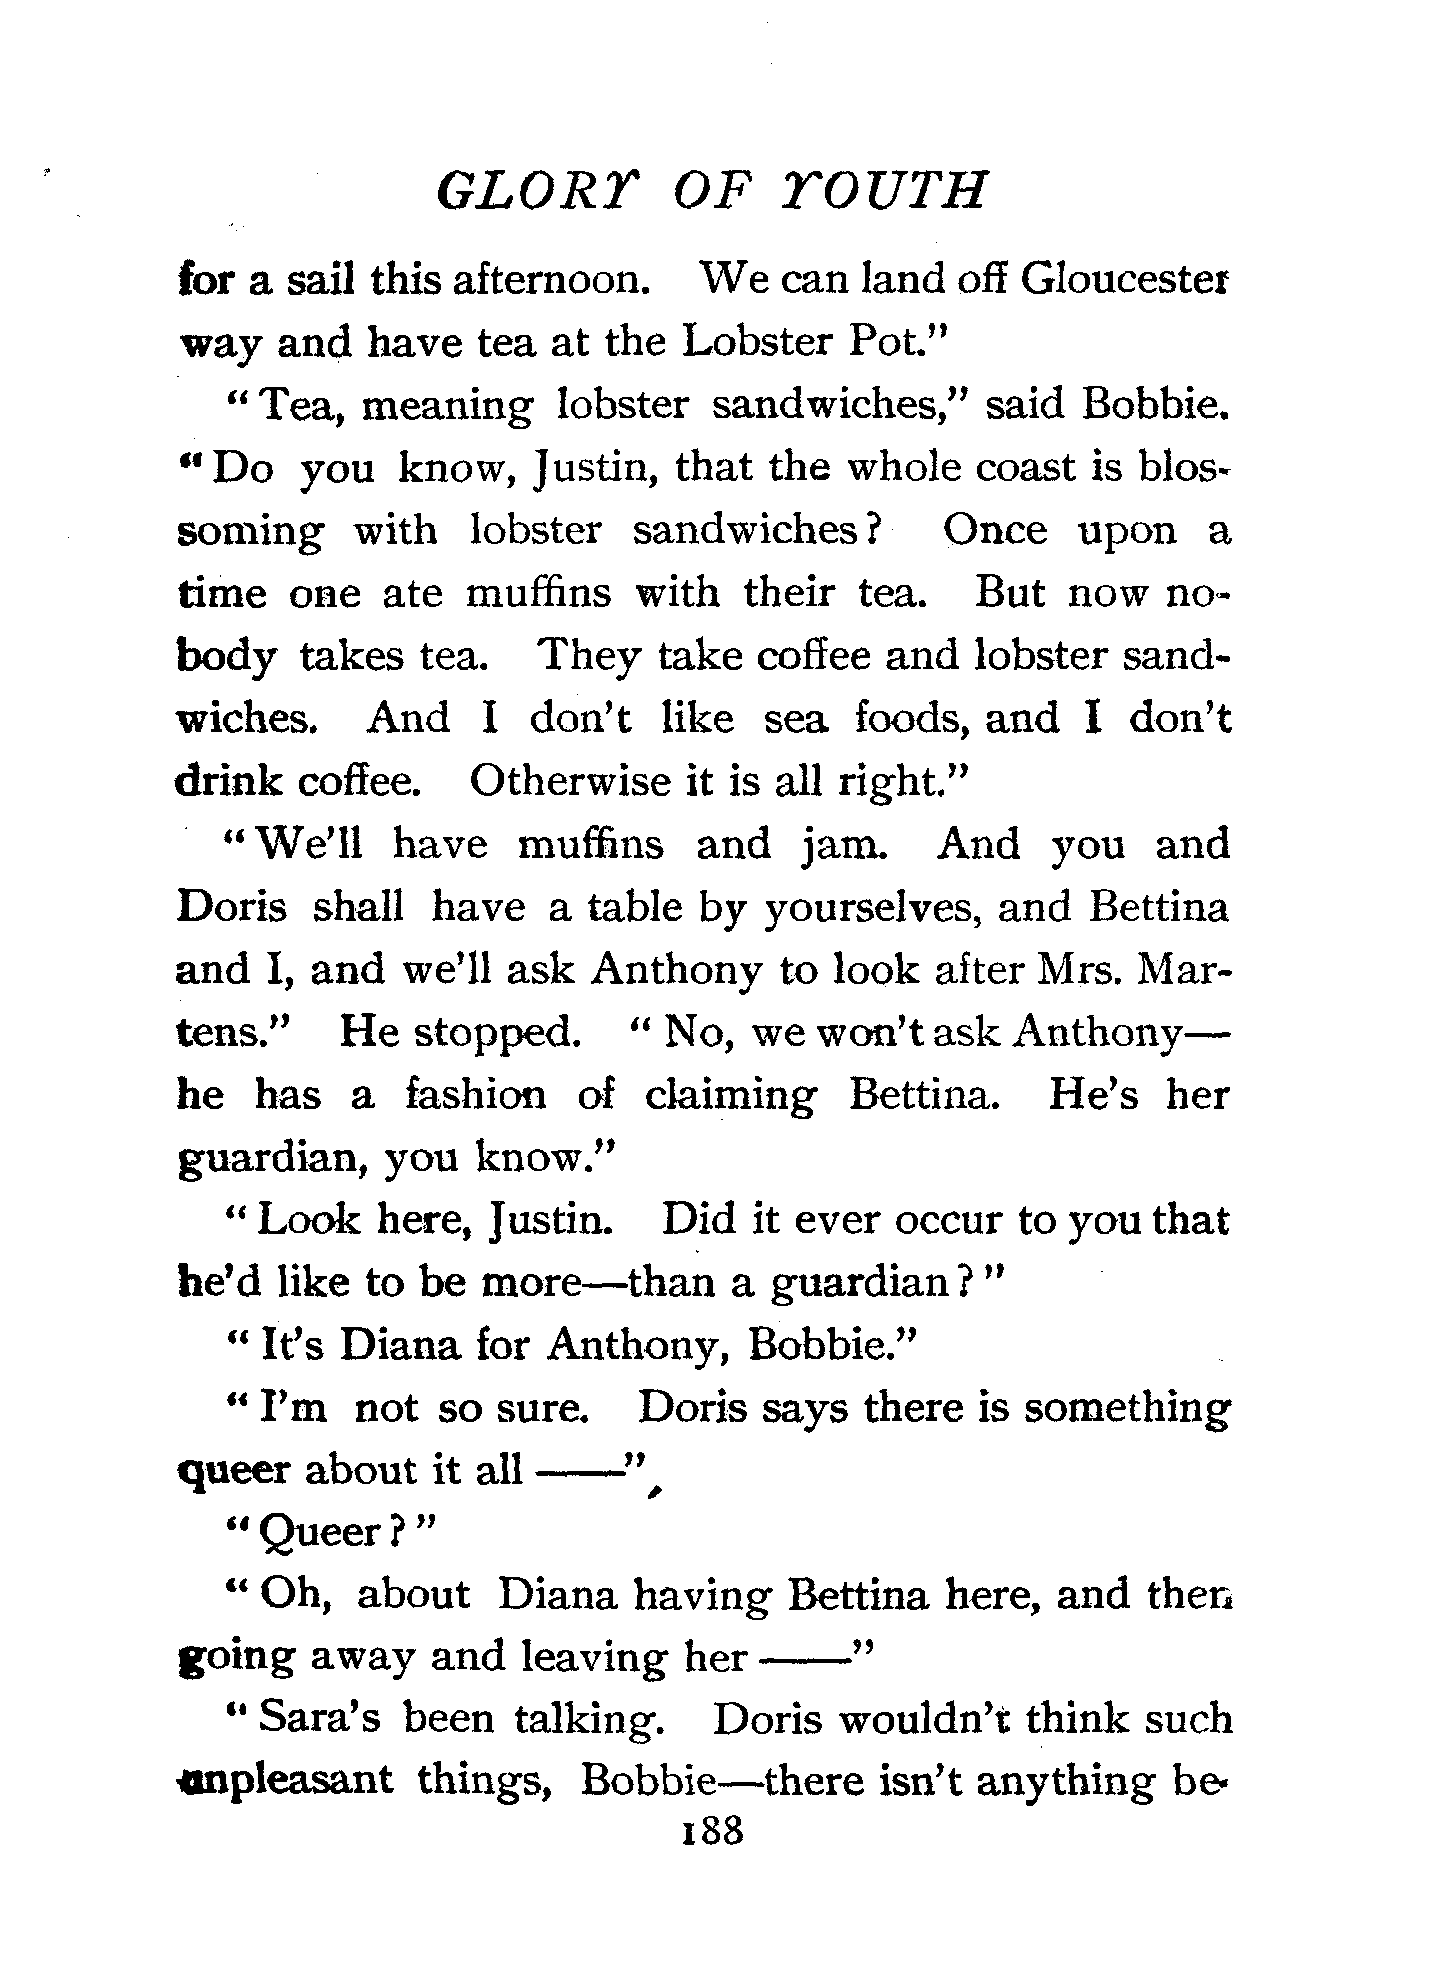 GLORY OF YOUTH
for a sail this afternoon. We can land off Gloucester
way and have tea at the Lobster Pot."
"Tea, meaning lobster sandwiches," said Bobbie.
"Do you know, Justin, that the whole coast is blos-
soming with lobster sandwiches? Once upon a
time one ate muffins with their tea. But now no-
body takes tea. They take coffee and lobster sand-
wiches. And I don't like sea foods, and I don't
drink coffee. Otherwise it is all right."
"We'll have muffins and jam. And you and
Doris shall have a table by yourselves, and Bettina
and I, and we'll ask Anthony to look after Mrs. Mar-
tens." He stopped. "No, we won't ask Anthony—
he has a fashion of claiming Bettina. He's her
guardian, you know."
"Look here, Justin. Did it ever occur to you that
he'd like to be more—than a guardian?"
"It's Diana for Anthony, Bobbie."
"I'm not so sure. Doris says there is something
queer about it all ——"
"Queer?"
"Oh, about Diana having Bettina here, and then
going away and leaving her ——"
"Sara's been talking. Doris wouldn't think such
unpleasant things, Bobbie—there isn't anything be-
188